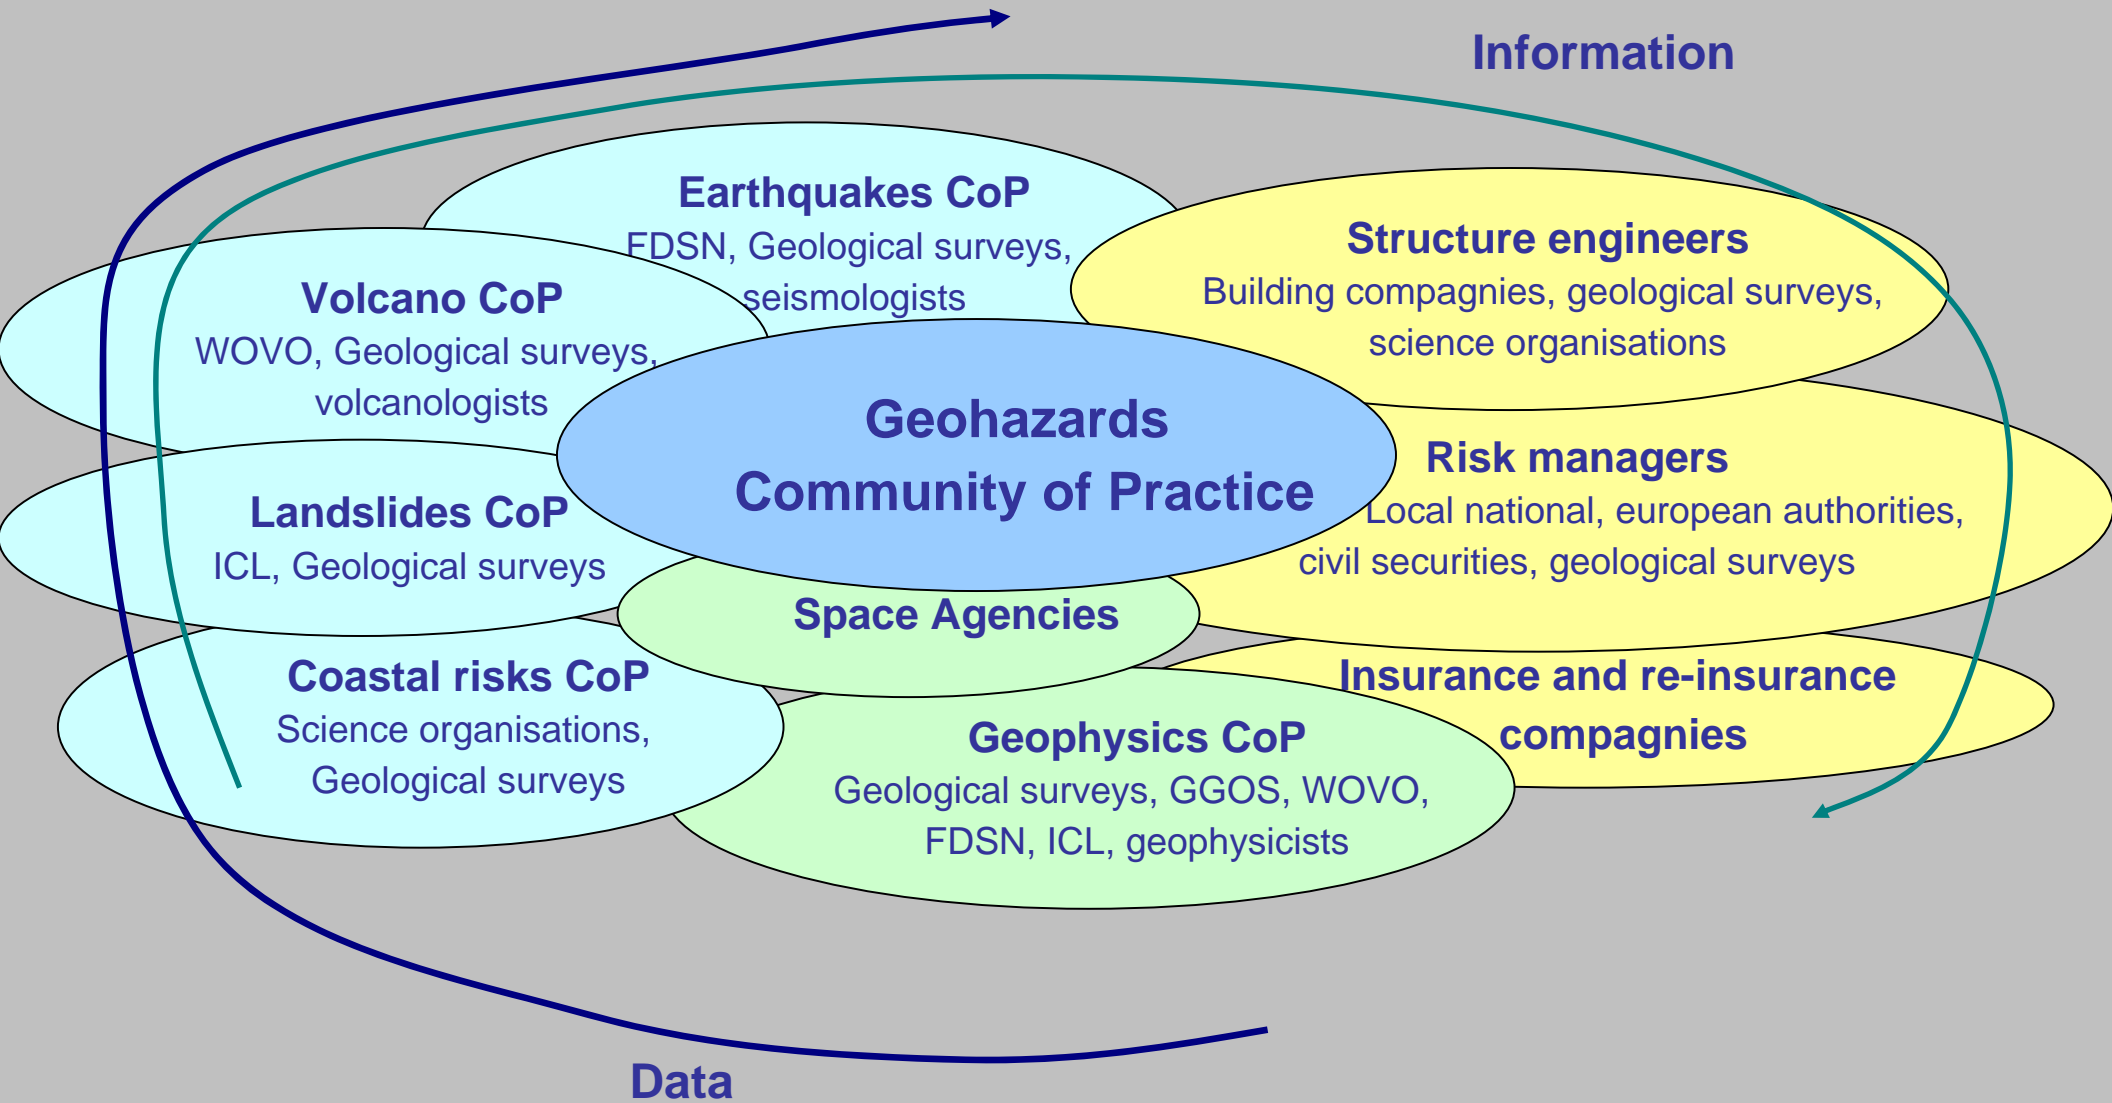 Information
Earthquakes CoP
FDSN, Geological surveys,
seismologists
Structure engineers
Building compagnies, geological surveys,
science organisations
Volcano CoP
WOVO, Geological surveys,
volcanologists
Geohazards
Community of Practice
Risk managers
Local national, european authorities,
civil securities, geological surveys
Landslides CoP
ICL, Geological surveys
Space Agencies
Coastal risks CoP
Science organisations,
Geological surveys
Insurance and re-insurance
compagnies
Geophysics CoP
Geological surveys, GGOS, WOVO,
FDSN, ICL, geophysicists
Data